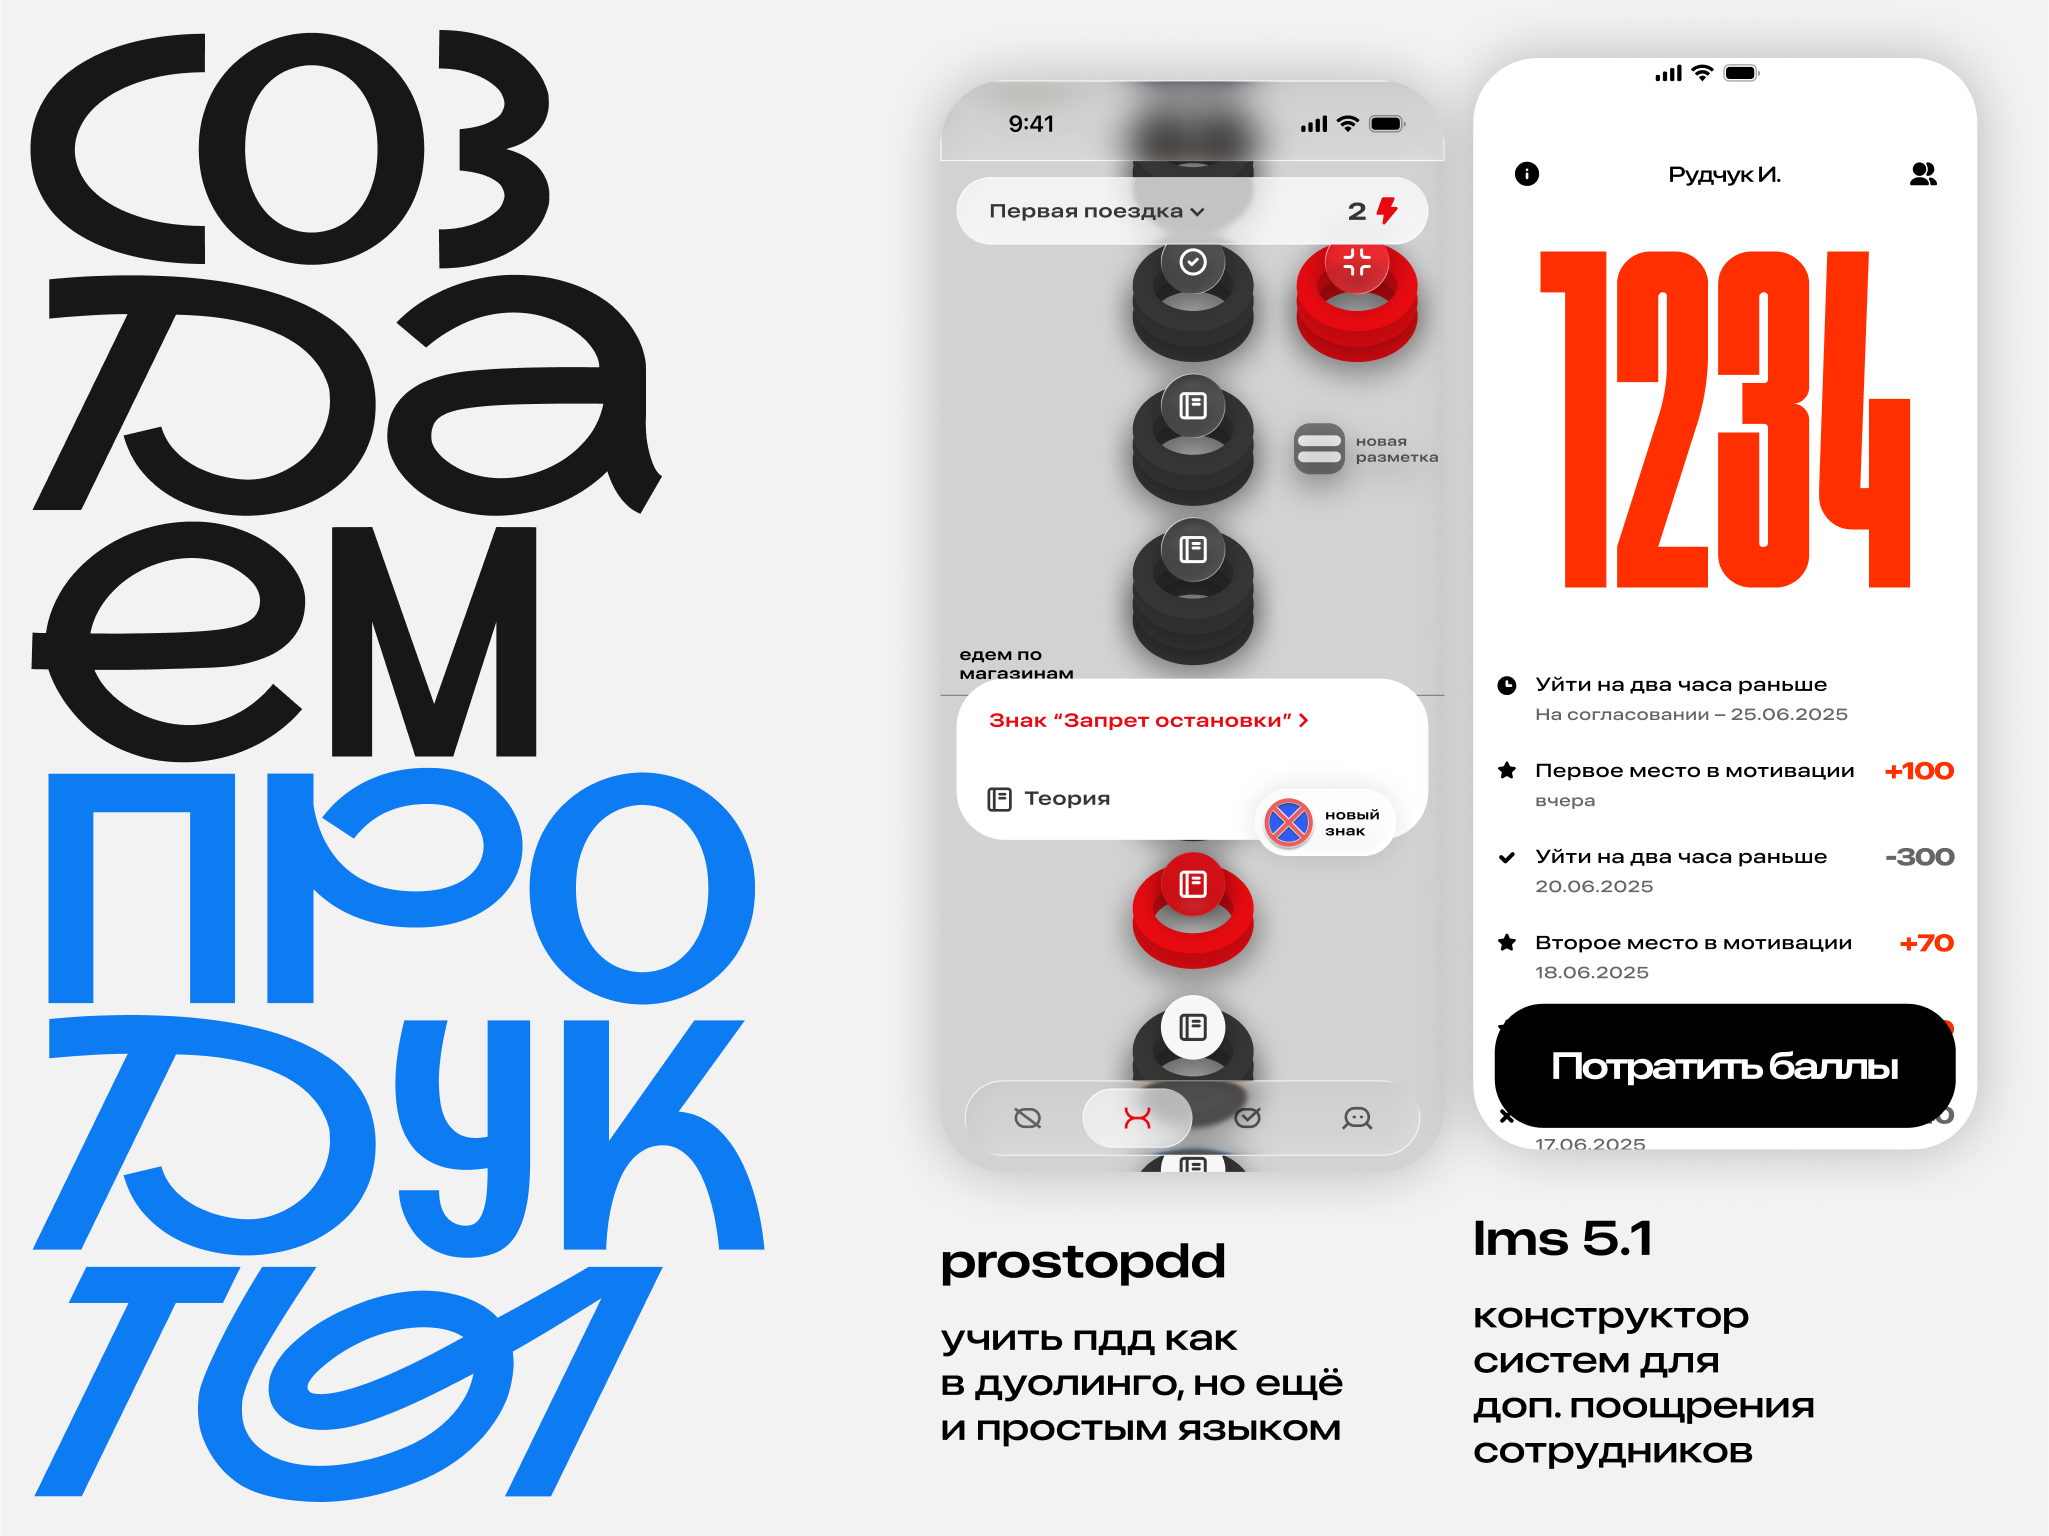 СОЗ
Да
ем
ПРО
ДУК
ТЫ
9:41
Первая поездка
2
новая
разметка
едем по
магазинам
Знак “Запрет остановки”
Теория
новый
знак
prostopdd
учить пдд как
в дуолинго, но ещё
и простым языком
Рудчук И.
1234
Уйти на два часа раньше
На согласовании – 25.06.2025
Первое место в мотивации +100
вчера
Уйти на два часа раньше -300
20.06.2025
Второе место в мотивации +70
18.06.2025
Потратить баллы
17.06.2025
lms 5.1
конструктор
систем для
доп. поощрения
сотрудников